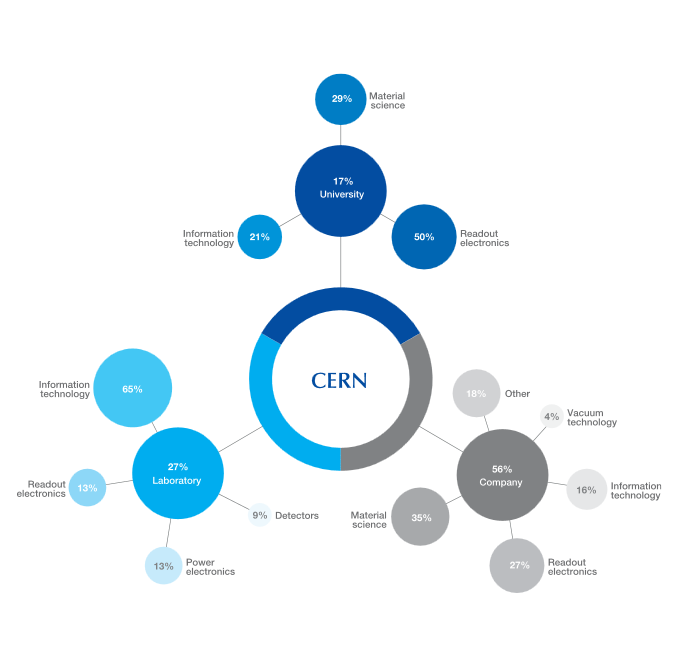 29%
Material
science
17%
University
Information
technology
21%
50%
Readout
electronics
CERN
Information
technology
65%
Readout
electronics
13%
27%
Laboratory
9%
Detectors
13%
Power
electronics
18%
Other
4%
Vacuum
technology
56%
Company
16%
Information
technology
Material
science
35%
27%
Readout
electronics